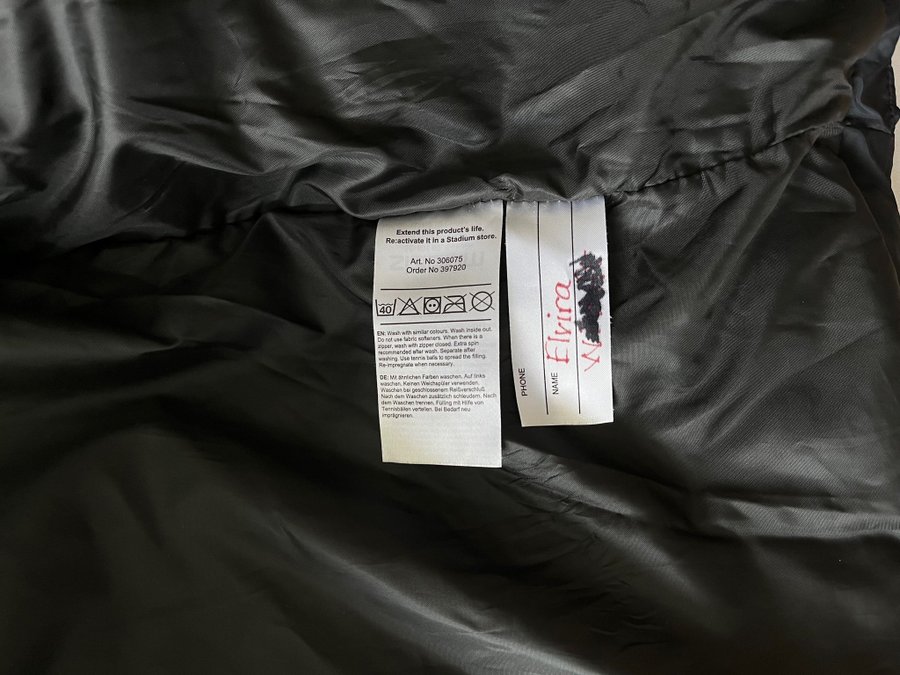 Extend this product's life.
Re:activate it in a Stadium store.
Art. No 306075
Order No 397920
40
EN: Wash with similar colours. Wash inside out.
Do not use fabric softeners. When there is a
zipper, wash with zipper closed. Extra spin
recommended after wash. Separate after
washing. Use tennis balls to spread the filling.
Re-impregnate when necessary.
DE: Mit ähnlichen Farben waschen. Auf links
waschen. Keinen Weichspüler verwenden.
Waschen bei geschlossenem Reißverschluß
Nach dem Waschen zusätzlich schleudern. Nach
dem Waschen trennen. Fülling mit Hilfe von
Tennisbällen verteilen. Bei Bedarf neu
imprägnieren.
PHONE
NAME Elvira